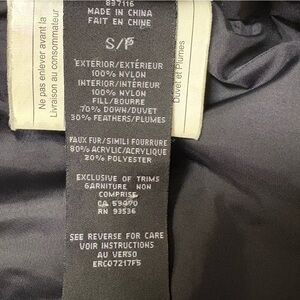 897116
MADE IN CHINA
FAIT EN CHINE
S/P
EXTERIOR/EXTÉRIEUR
100% NYLON
INTERIOR/INTÉRIEUR
100% NYLON
FILL/BOURRE
70% DOWN/DUVET
30% FEATHERS/PLUMES
FAUX FUR/SIMILI FOURRURE
80% ACRYLIC/ACRYLIQUE
20% POLYESTER
EXCLUSIVE OF TRIMS
GARNITURE NON
COMPRISE
CA 59070
RN 93536
SEE REVERSE FOR CARE
VOIR INSTRUCTIONS
AU VERSO
ERC07217F5
Ne pas enlever avant la
Livraison au consommateur
Duvet et Plumes